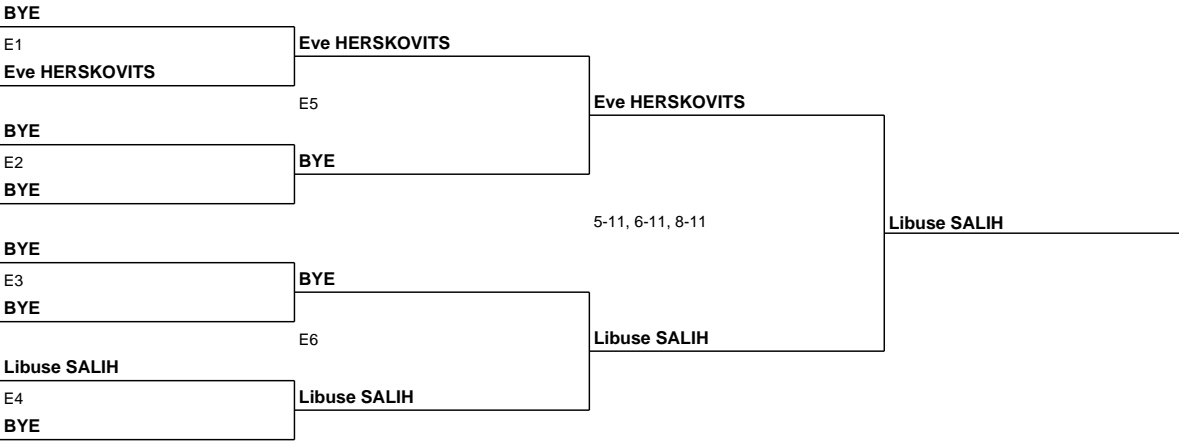 BYE
E1
Eve HERSKOVITS
Eve HERSKOVITS
E5
Eve HERSKOVITS
BYE
E2
BYE
BYE
5-11, 6-11, 8-11
Libuse SALIH
BYE
E3
BYE
BYE
E6
Libuse SALIH
Libuse SALIH
E4
BYE
Libuse SALIH